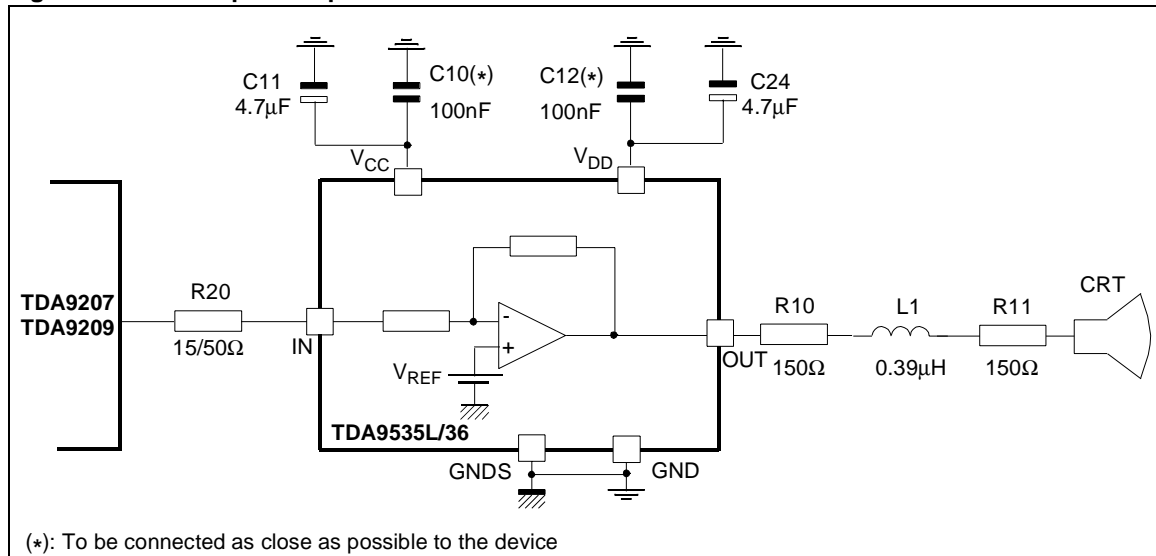 C11
4.7µF
C10(*)
100nF
C12(*)
100nF
C24
4.7µF
VCC
VDD
TDA9207
TDA9209
R20
15/50Ω
IN
-
+
VREF
OUT
R10
150Ω
L1
0.39µH
R11
150Ω
CRT
TDA9535L/36
GNDS
GND
(*): To be connected as close as possible to the device